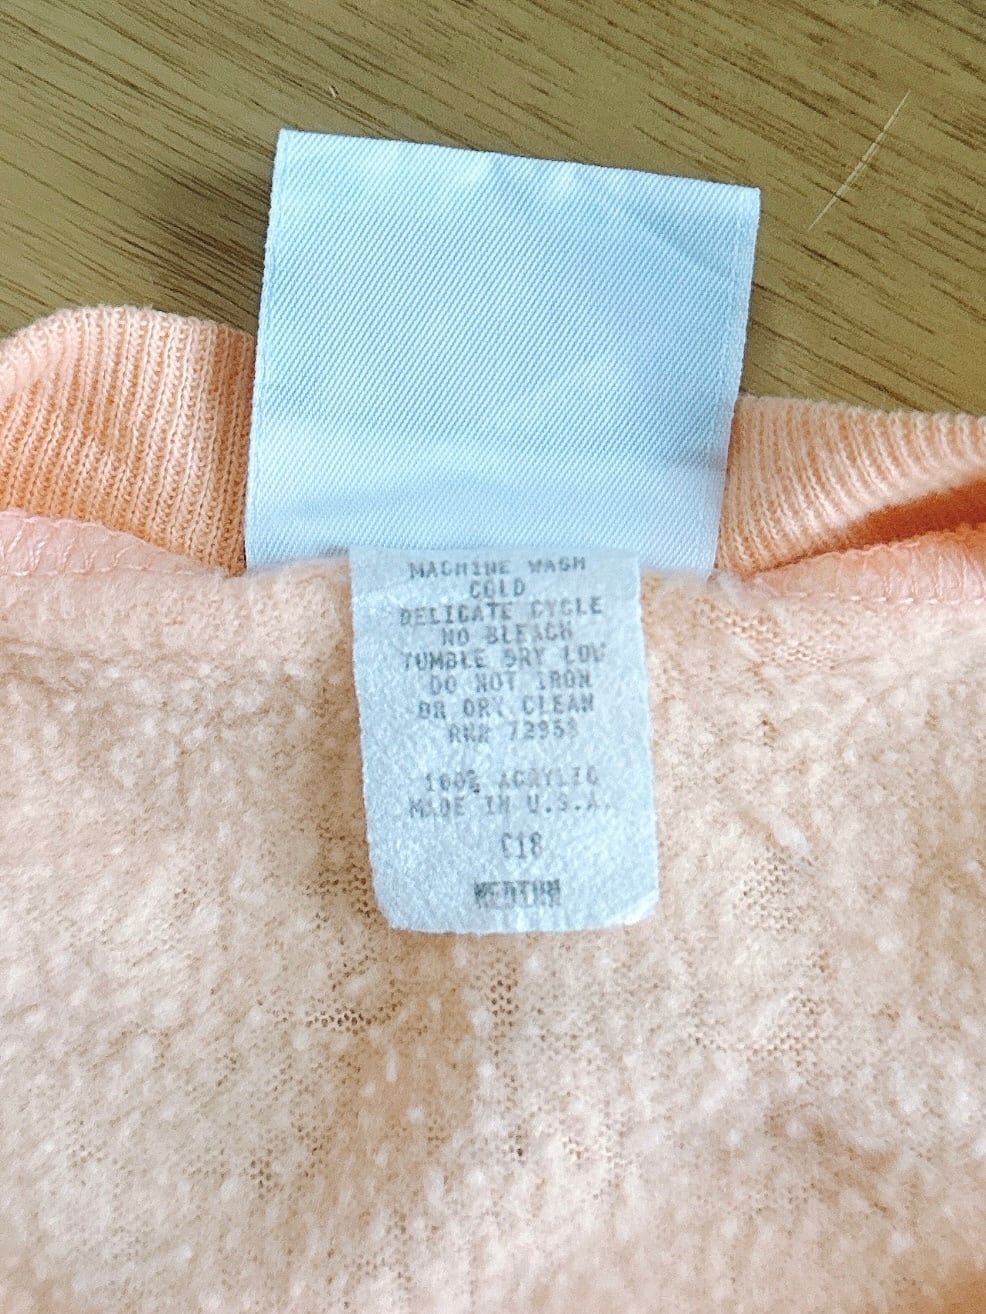 MACHINE WASH
COLD
DELICATE CYCLE
NO BLEACH
TUMBLE DRY LOW
DO NOT IRON
OR DRY CLEAN
RN# 72958
100% ACRYLIC
MADE IN U.S.A.
C18
MEDIUM